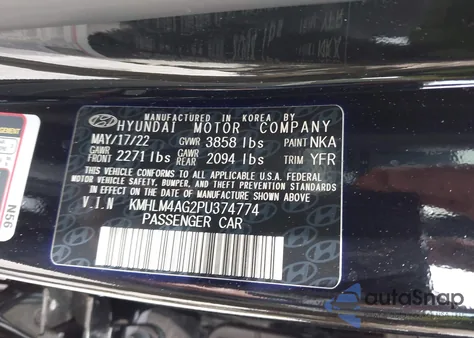 MANUFACTURED IN KOREA BY
HYUNDAI MOTOR COMPANY
MAY/17/22 GVWR 3858 lbs PAINT NKA
GAWR FRONT 2271 lbs GAWR REAR 2094 lbs TRIM YFR
THIS VEHICLE CONFORMS TO ALL APPLICABLE U.S.A. FEDERAL
MOTOR VEHICLE SAFETY, BUMPER, AND THEFT PREVENTION STANDARDS
IN EFFECT ON THE DATE OF MANUFACTURE SHOWN ABOVE.
V.I.N KMHLM4AG2PU374774
PASSENGER CAR
N56
autoSnap